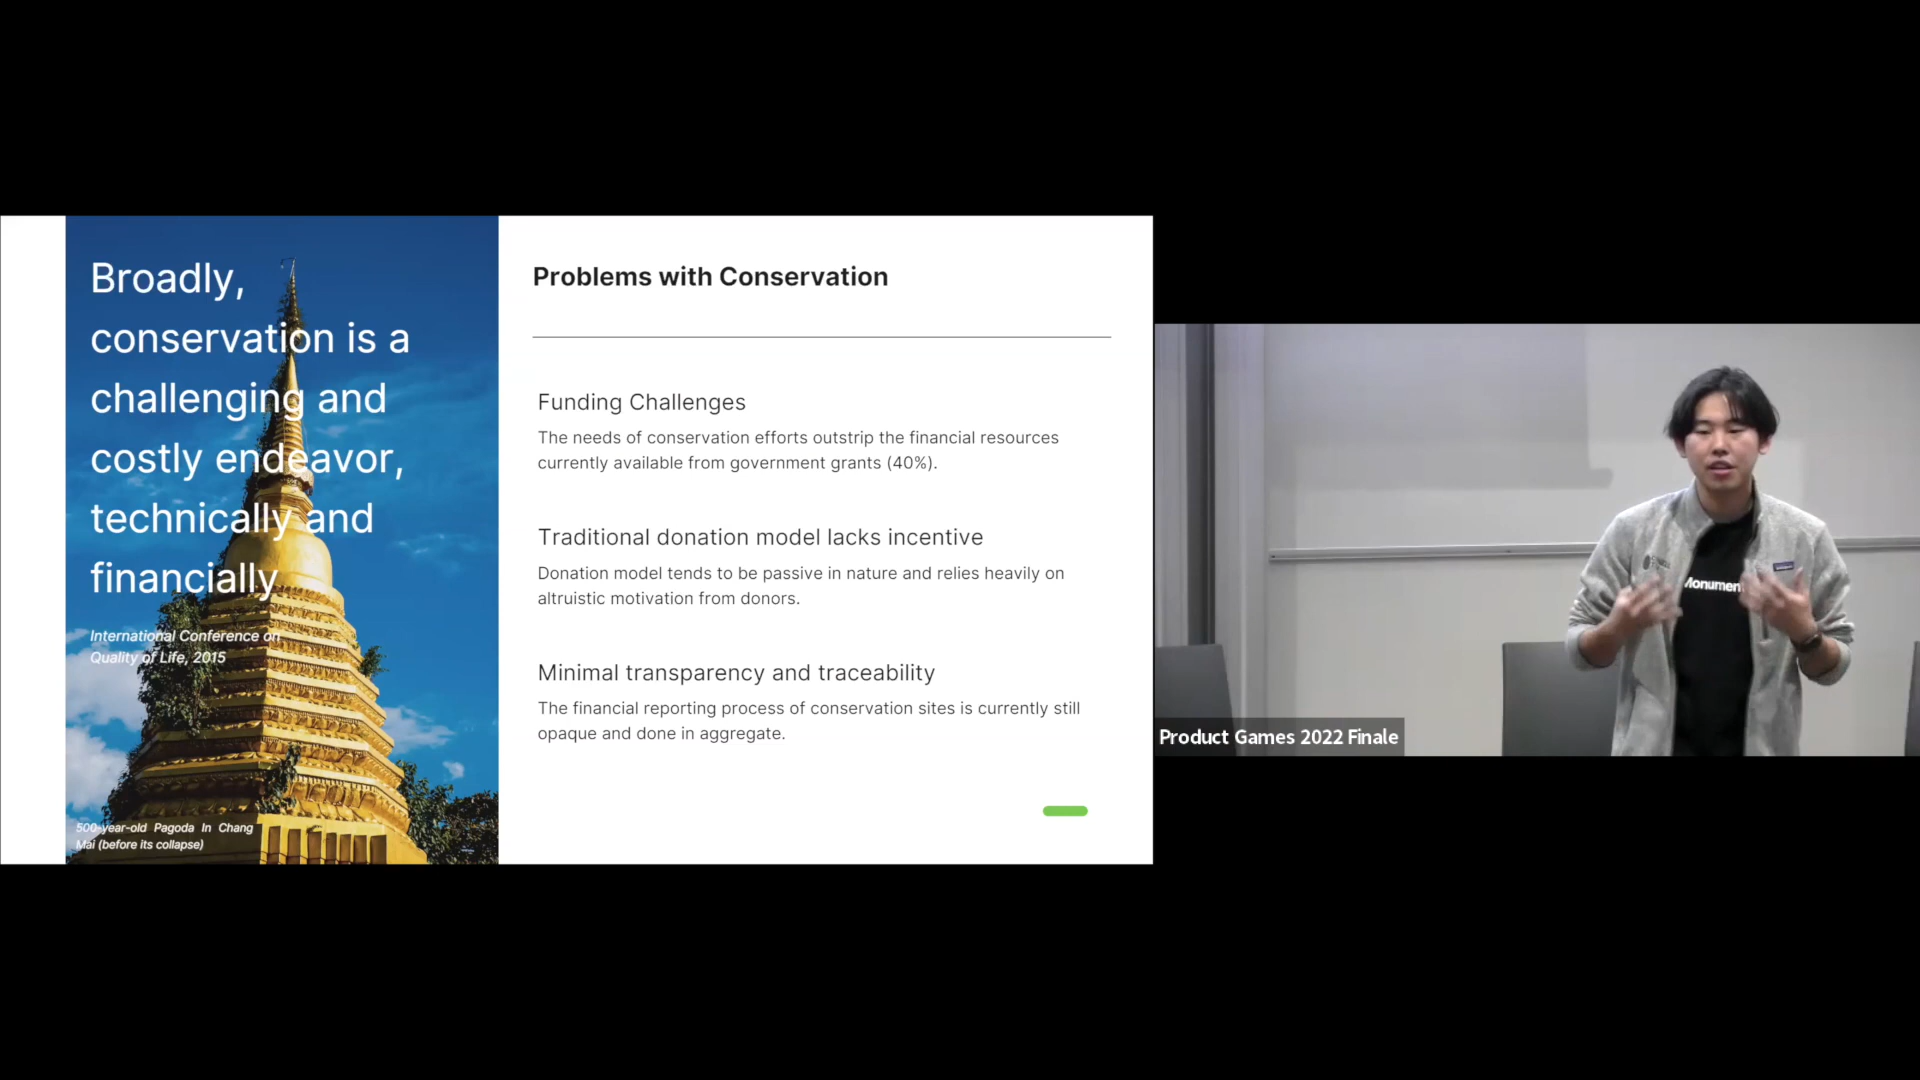 Broadly,
conservation is a
challenging and
costly endeavor,
technically and
financially
International Conference on
Quality of Life, 2015
500-year-old Pagoda In Chang
Mai (before its collapse)
Problems with Conservation
Funding Challenges
The needs of conservation efforts outstrip the financial resources
currently available from government grants (40%).
Traditional donation model lacks incentive
Donation model tends to be passive in nature and relies heavily on
altruistic motivation from donors.
Minimal transparency and traceability
The financial reporting process of conservation sites is currently still
opaque and done in aggregate.
Monument
Product Games 2022 Finale